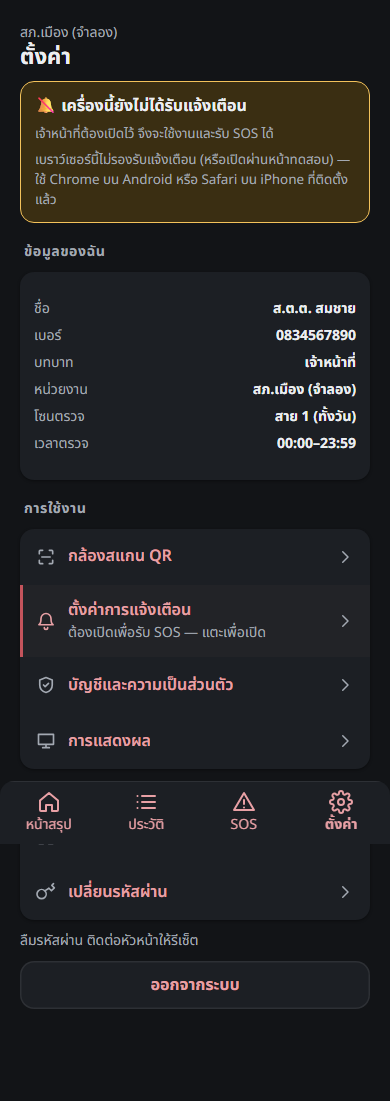 สภ.เมือง (จำลอง)
ตั้งค่า
เครื่องนี้ยังไม่ได้รับแจ้งเตือน
เจ้าหน้าที่ต้องเปิดไว้ จึงจะใช้งานและรับ SOS ได้
เบราว์เซอร์นี้ไม่รองรับแจ้งเตือน (หรือเปิดผ่านหน้าทดสอบ) —
ใช้ Chrome บน Android หรือ Safari บน iPhone ที่ติดตั้ง
แล้ว
ข้อมูลของฉัน
ชื่อ ส.ต.ต. สมชาย
เบอร์ 0834567890
บทบาท เจ้าหน้าที่
หน่วยงาน สภ.เมือง (จำลอง)
โซนตรวจ สาย 1 (ทั้งวัน)
เวลาตรวจ 00:00–23:59
การใช้งาน
กล้องสแกน QR
ตั้งค่าการแจ้งเตือน
ต้องเปิดเพื่อรับ SOS — แตะเพื่อเปิด
บัญชีและความเป็นส่วนตัว
การแสดงผล
หน้าสรุป ประวัติ SOS ตั้งค่า
เปลี่ยนรหัสผ่าน
ลืมรหัสผ่าน ติดต่อหัวหน้าให้รีเซ็ต
ออกจากระบบ